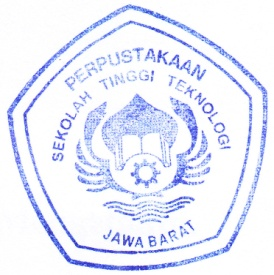 PERPUSTAKAAN
SEKOLAH TINGGI TEKNOLOGI
JAWA BARAT